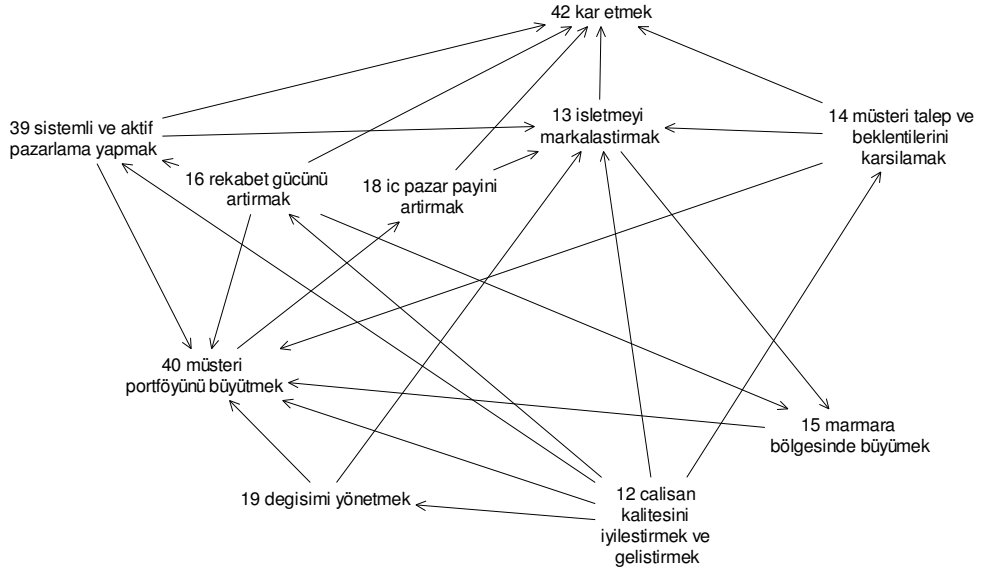 42 kar etmek
39 sistemli ve aktif
pazarlama yapmak
13 isletmeyi
markalastirmak
14 müsteri talep ve
beklentilerini
karsilamak
16 rekabet gücünü
artirmak
18 ic pazar payini
artirmak
40 müsteri
portföyünü büyütmek
15 marmara
bölgesinde büyümek
19 degisimi yönetmek
12 calisan
kalitesini
iyilestirmek ve
gelistirmek